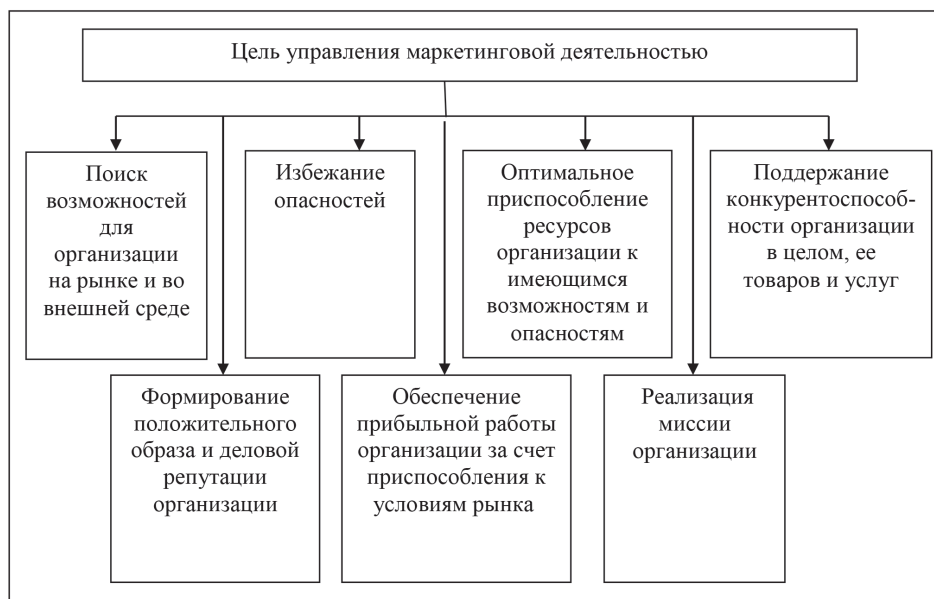 Цель управления маркетинговой деятельностью
Поиск
возможностей
для
организации
на рынке и во
внешней среде
Избежание
опасностей
Оптимальное
приспособление
ресурсов
организации к
имеющимся
возможностям и
опасностям
Поддержание
конкурентоспособ-
ности организации
в целом, ее
товаров и услуг
Формирование
положительного
образа и деловой
репутации
организации
Обеспечение
прибыльной работы
организации за счет
приспособления к
условиям рынка
Реализация
миссии
организации